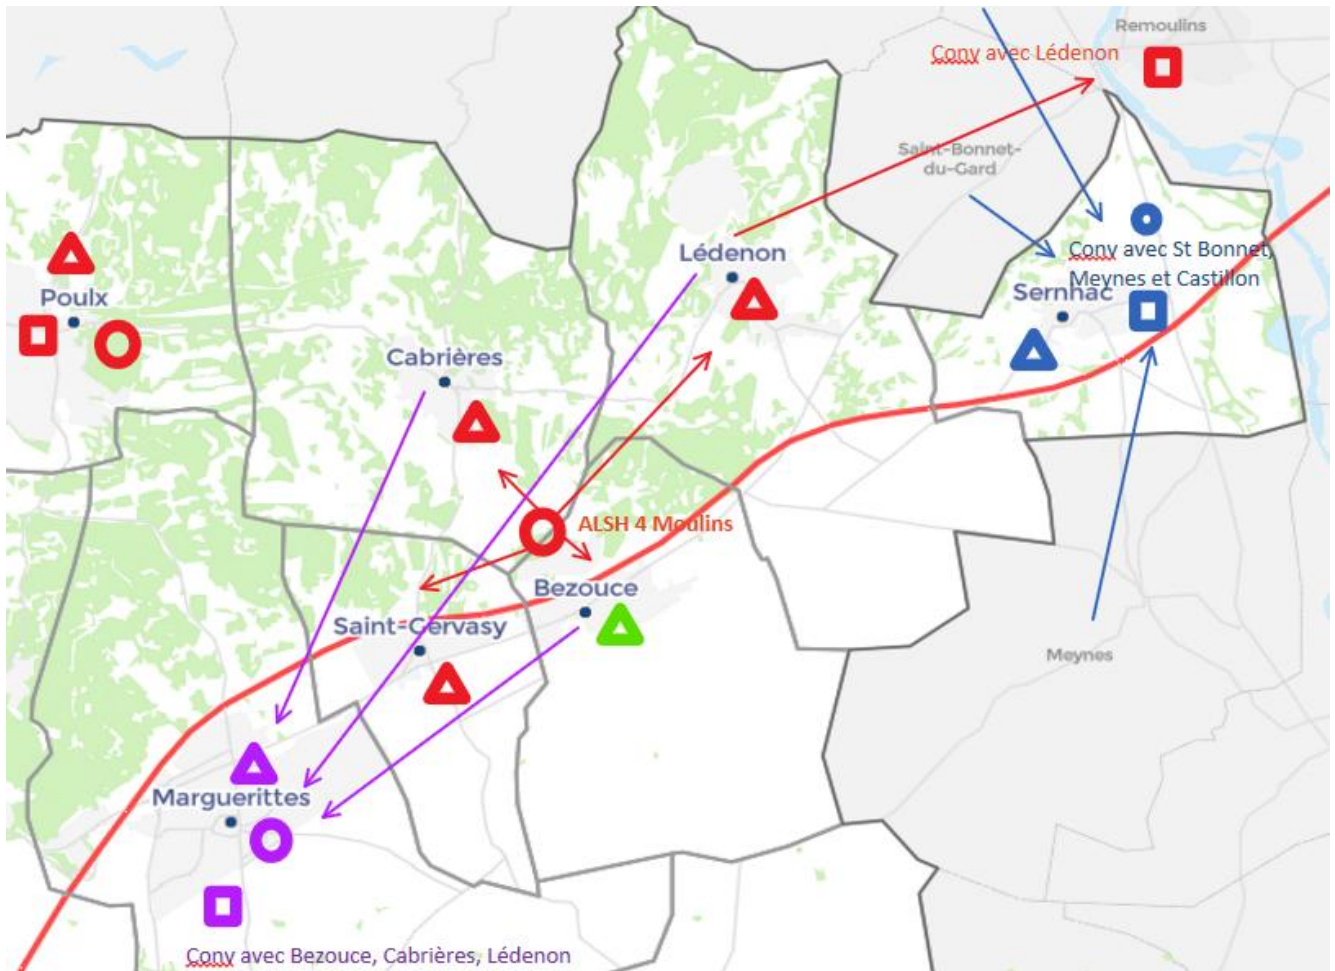 Remoulins
Conv avec Lédenon
Saint-Bonnet-
du-Gard
Conv avec St Bonnet,
Meynes et Castillon
Lédenon
Sernhac
Poulx
Cabrières
ALSH 4 Moulins
Bezouce
Saint-Gervasy
Meynes
Marguerittes
Conv avec Bezouce, Cabrières, Lédenon